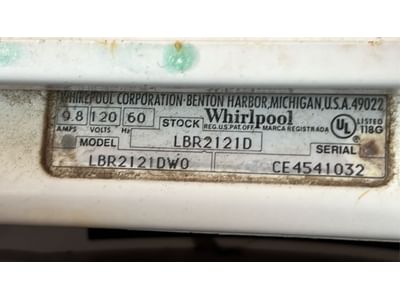 WHIRLPOOL CORPORATION-BENTON HARBOR, MICHIGAN, U.S.A. 49022
9.8 120 60 STOCK Whirlpool UL LISTED
AMPS VOLTS Hz REG. U.S. PAT. OFF. MARCA REGISTRADA 118G
MODEL LBR2121D SERIAL
LBR2121DW0 CE4541032